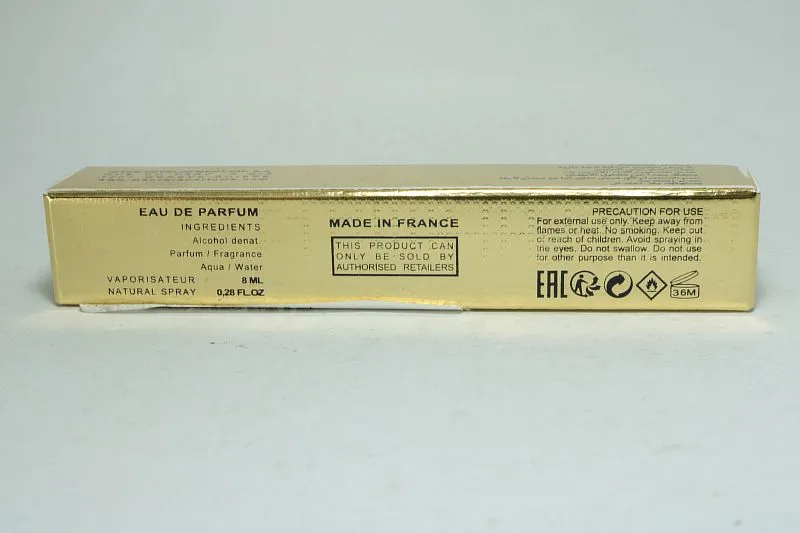 EAU DE PARFUM
INGREDIENTS
Alcohol denat.
Parfum / Fragrance
Aqua / Water
VAPORISATEUR 8 ML
NATURAL SPRAY 0,28 FL.OZ
MADE IN FRANCE
THIS PRODUCT CAN
ONLY BE SOLD BY
AUTHORISED RETAILERS
PRECAUTION FOR USE
For external use only. Keep away from
flames or heat. No smoking. Keep out
of reach of children. Avoid spraying in
the eyes. Do not swallow. Do not use
for other purpose than it is intended.
EAC
36M